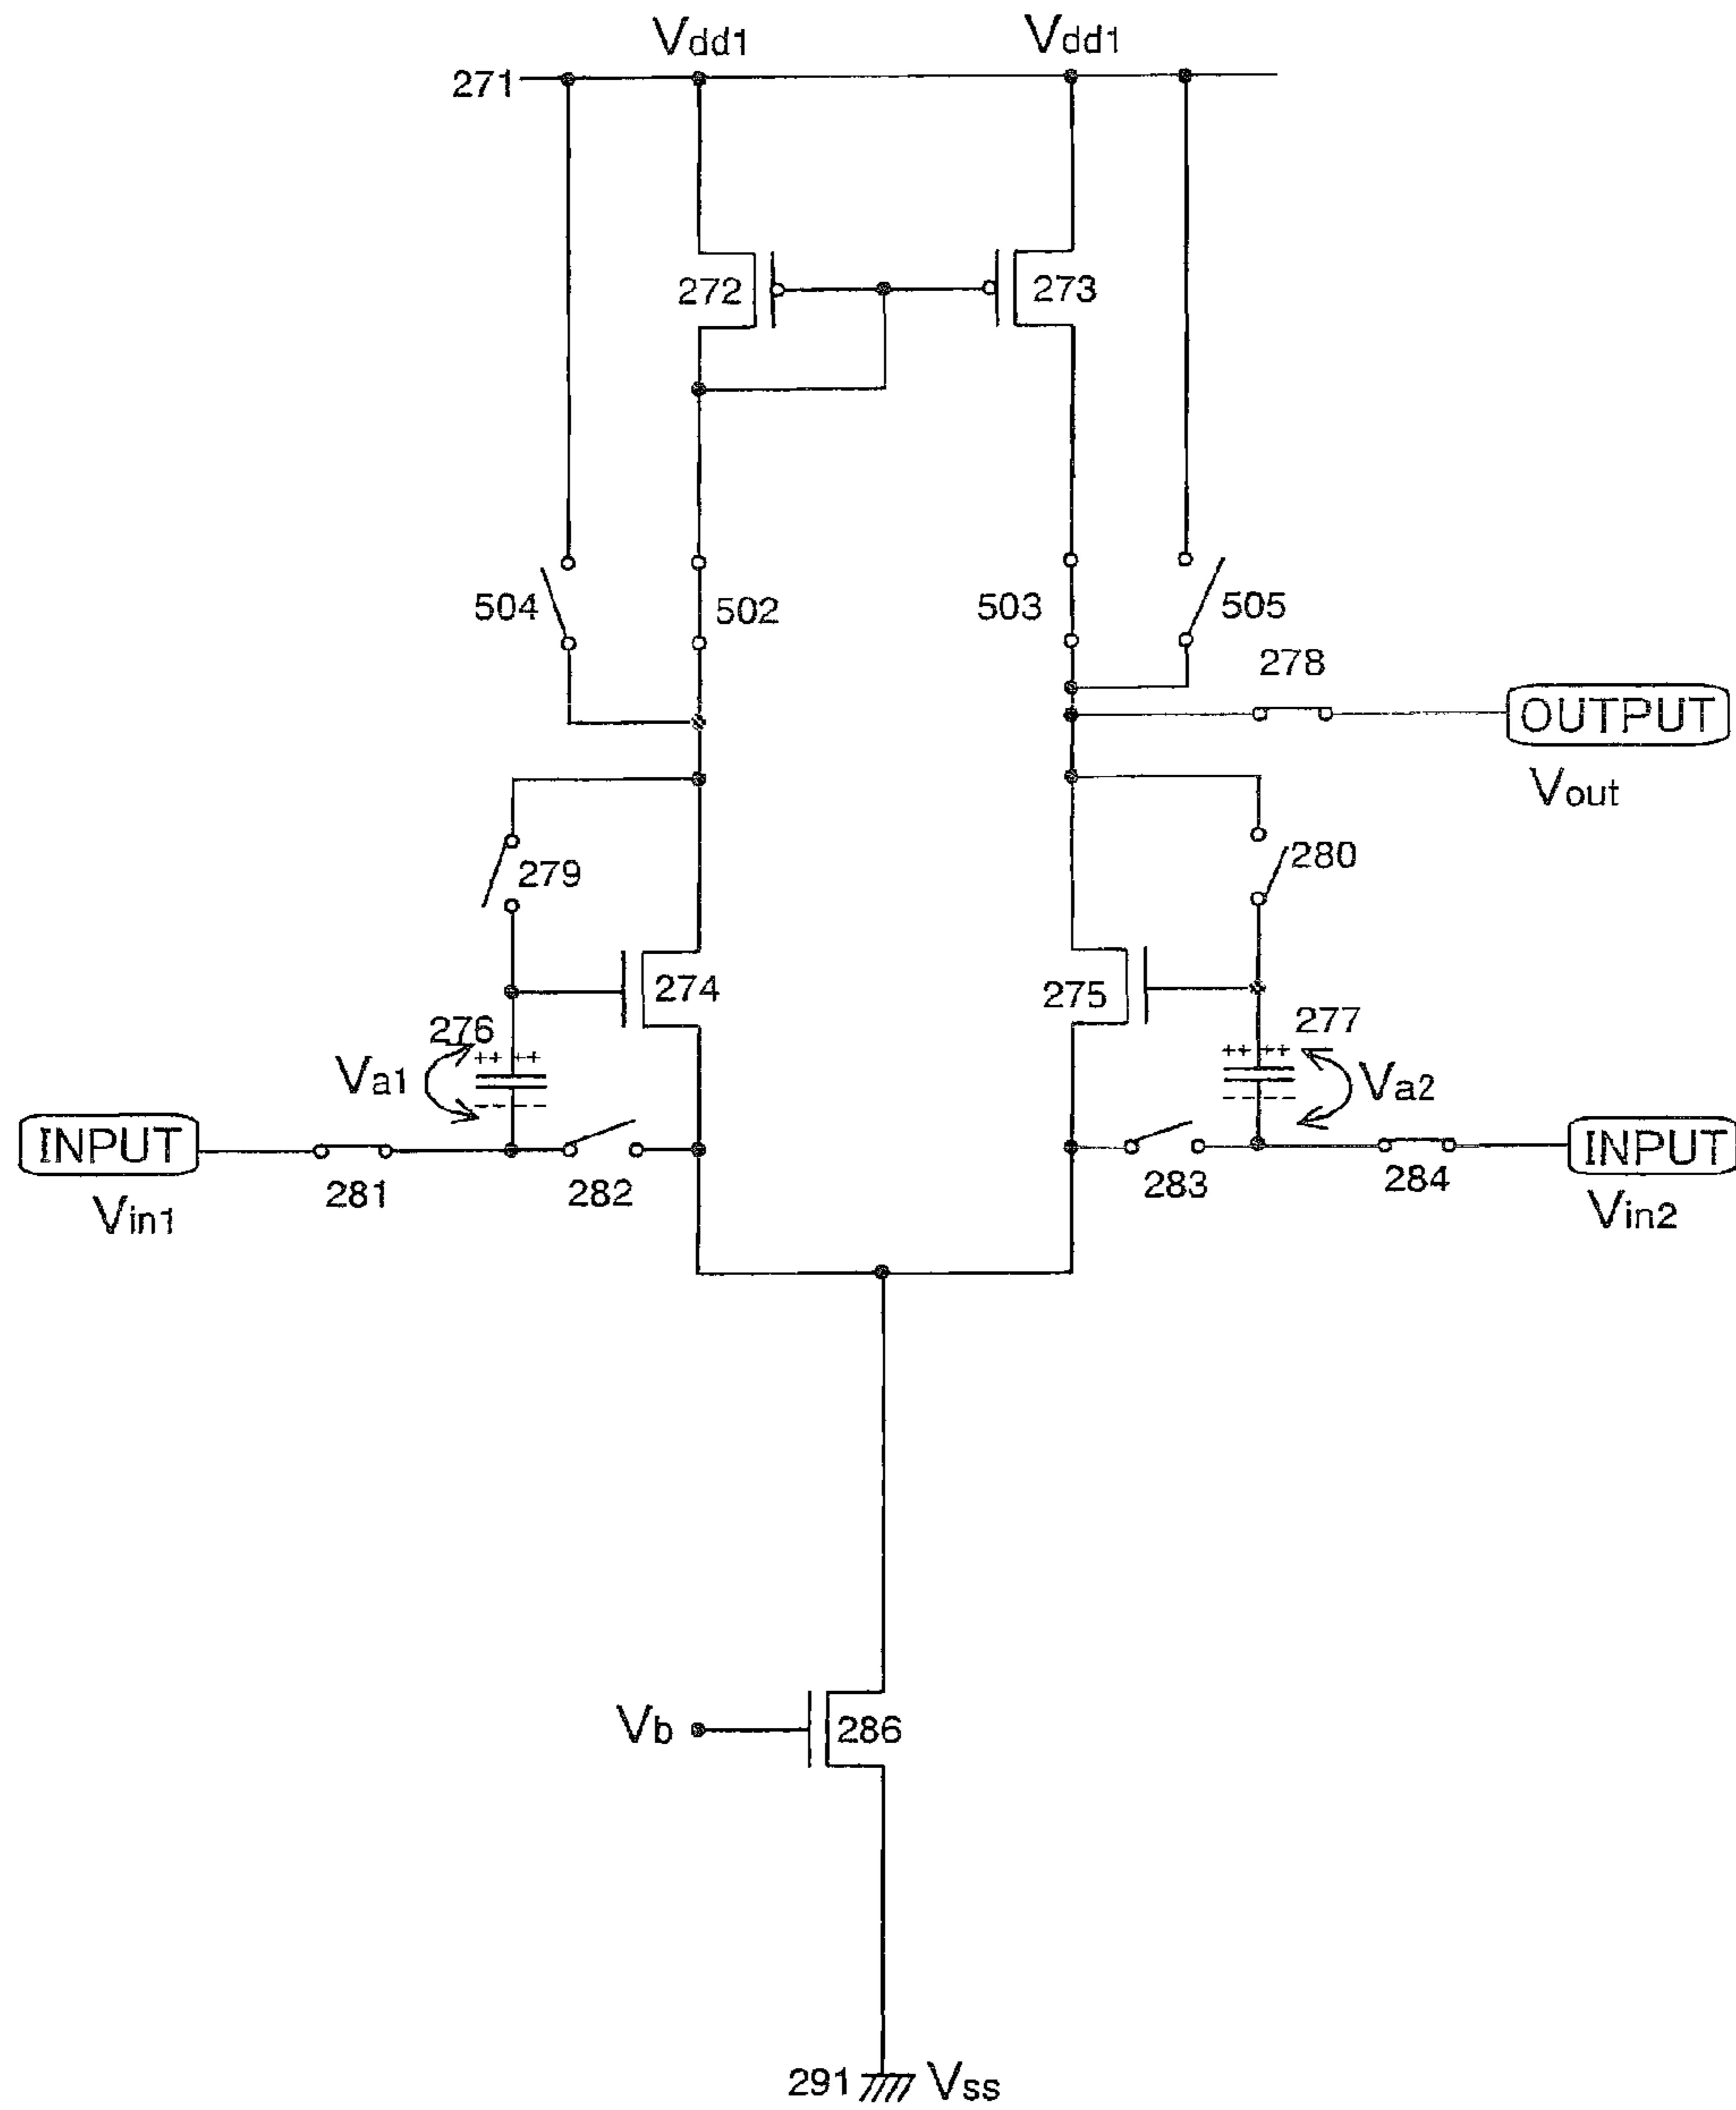 Vdd1 Vdd1
271
272 273
504 502 503 505
278
OUTPUT
Vout
279 280
274 275
276 277
++ ++ ++ ++
Va1 Va2
INPUT INPUT
281 282 283 284
Vin1 Vin2
Vb 286
291 Vss